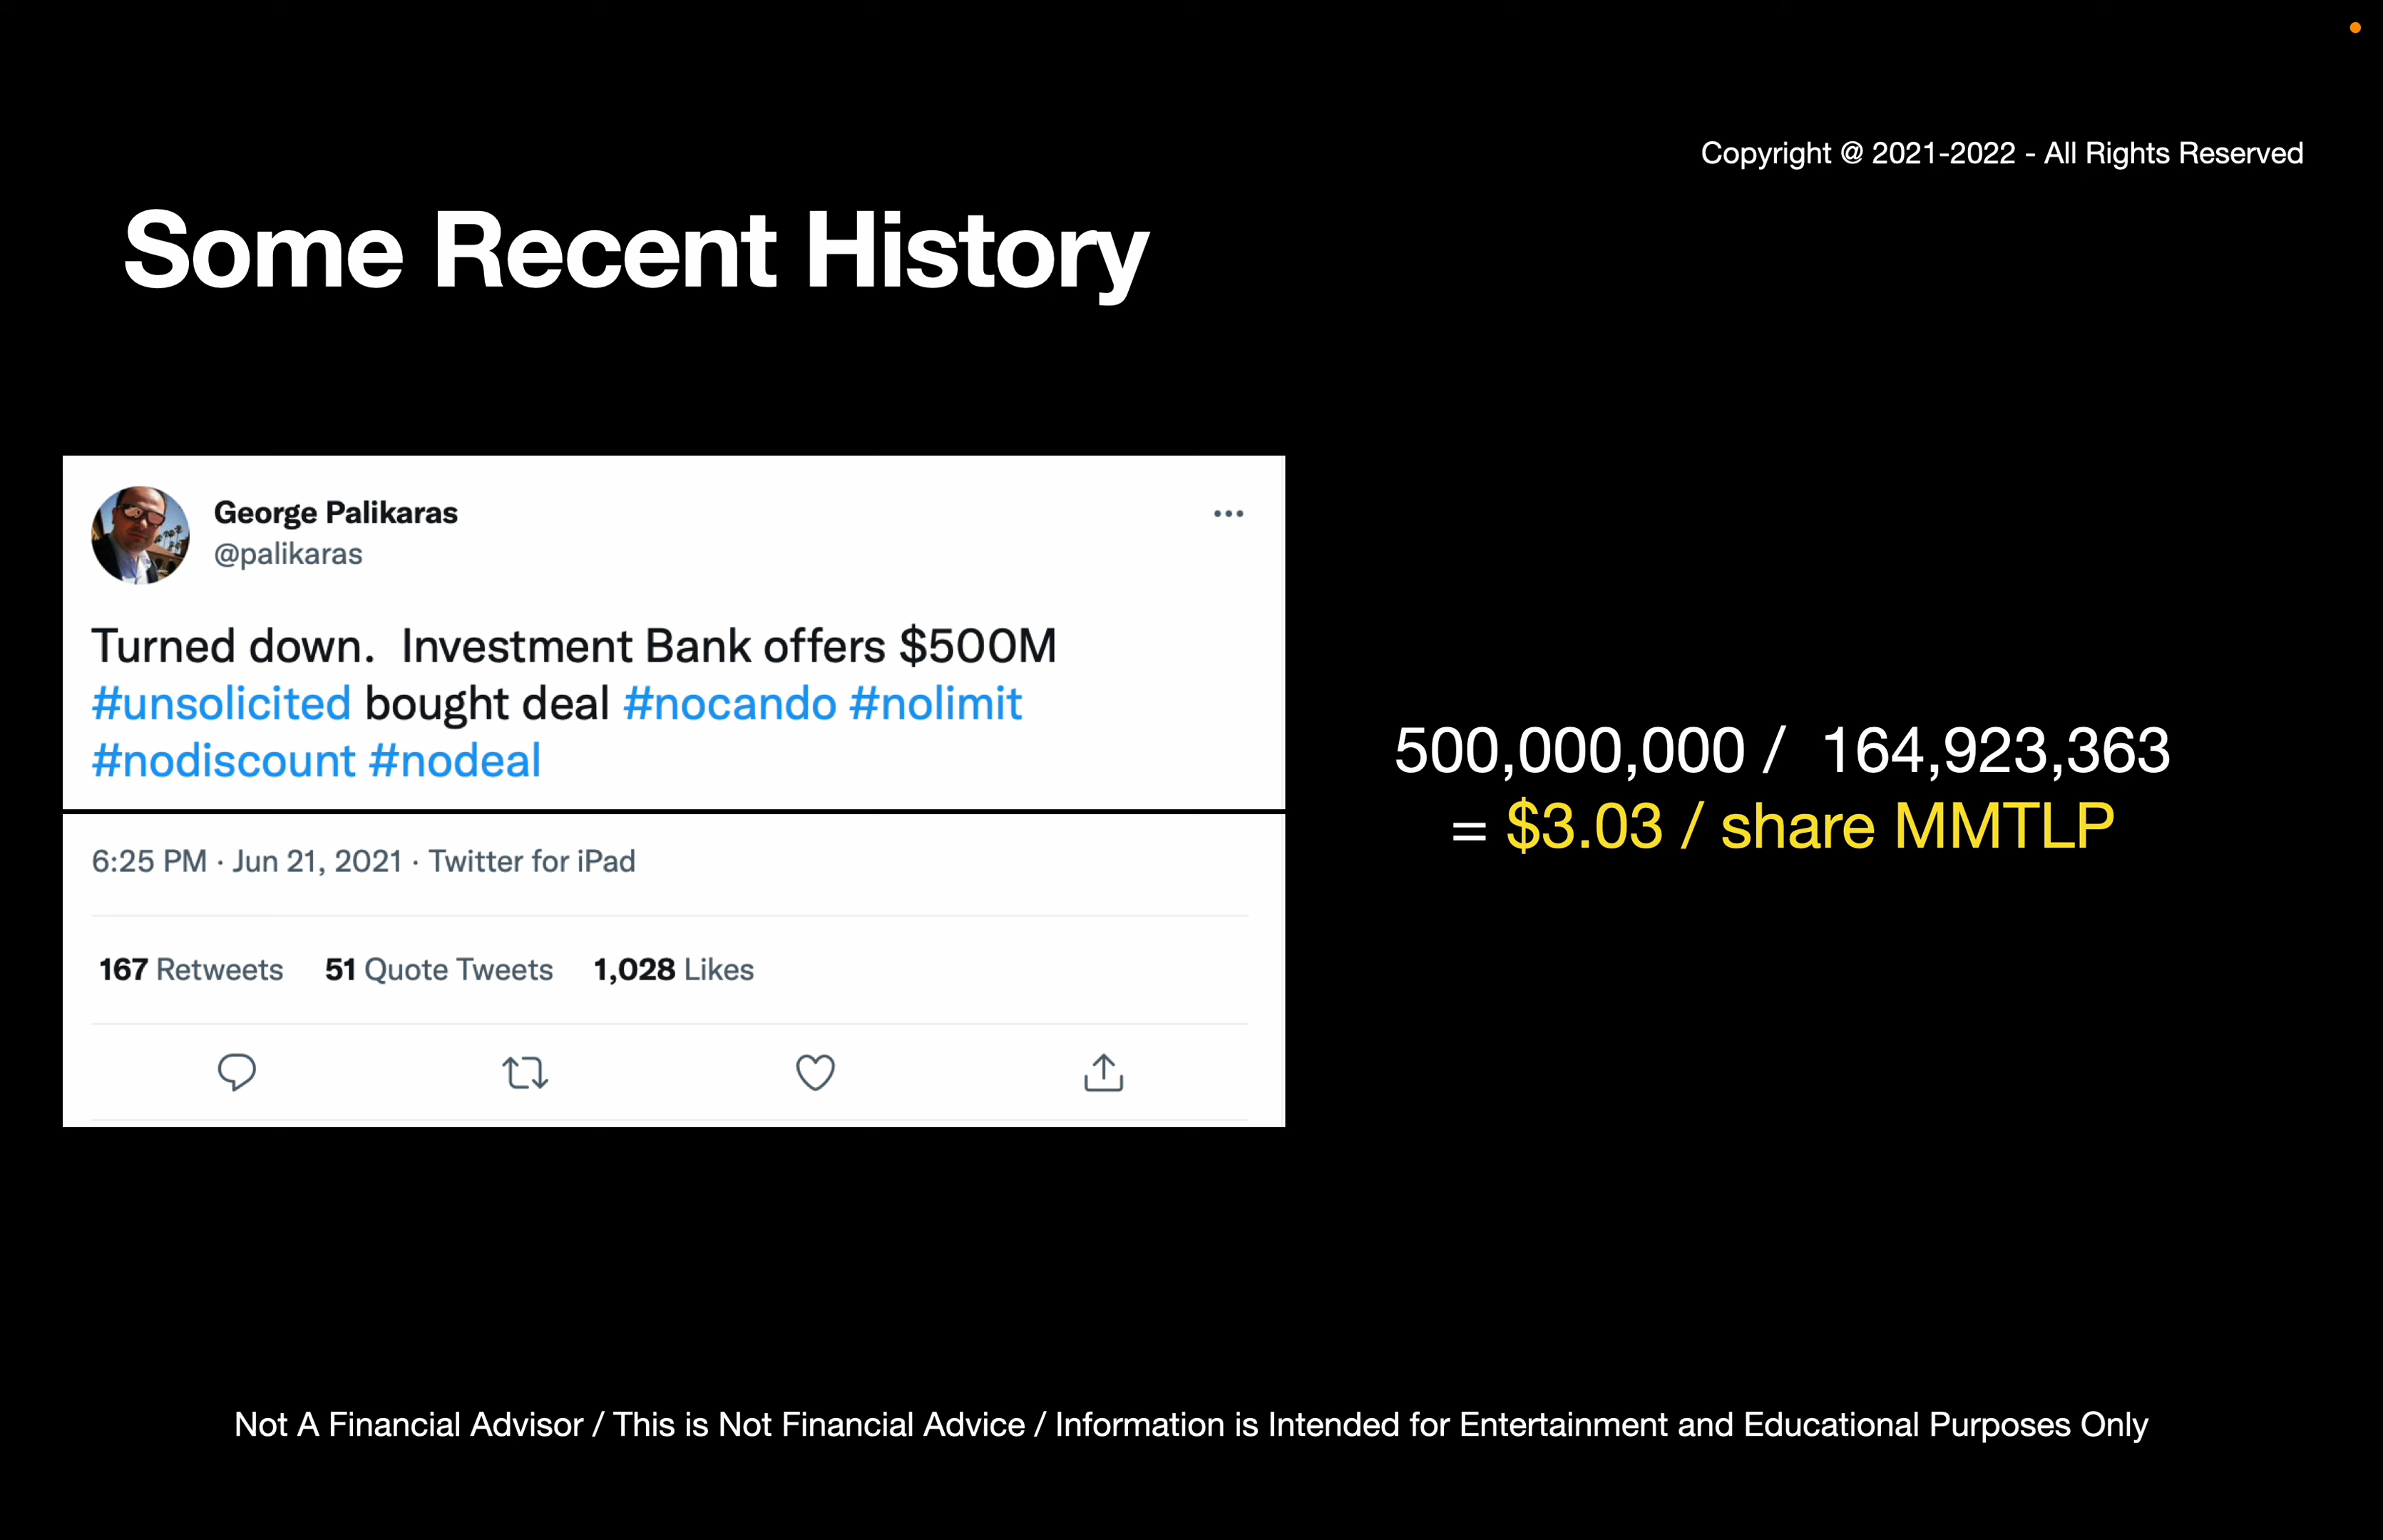 Copyright @ 2021-2022 - All Rights Reserved
Some Recent History
George Palikaras
@palikaras
Turned down.  Investment Bank offers $500M
#unsolicited bought deal #nocando #nolimit
#nodiscount #nodeal
6:25 PM · Jun 21, 2021 · Twitter for iPad
167 Retweets 51 Quote Tweets 1,028 Likes
500,000,000 /  164,923,363
= $3.03 / share MMTLP
Not A Financial Advisor / This is Not Financial Advice / Information is Intended for Entertainment and Educational Purposes Only